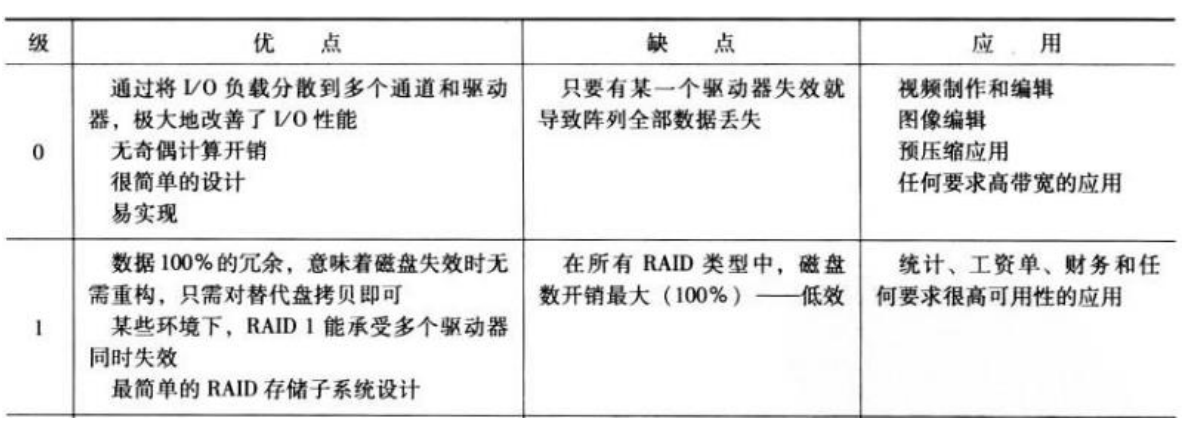 级 优 点 缺 点 应 用
0
通过将 I/O 负载分散到多个通道和驱动
器，极大地改善了 I/O 性能
无奇偶计算开销
很简单的设计
易实现
只要有某一个驱动器失效就
导致阵列全部数据丢失
视频制作和编辑
图像编辑
预压缩应用
任何要求高带宽的应用
1
数据 100%的冗余，意味着磁盘失效时无
需重构，只需对替代盘拷贝即可
某些环境下，RAID 1 能承受多个驱动器
同时失效
最简单的 RAID 存储子系统设计
在所有 RAID 类型中，磁盘
数开销最大（100%）——低效
统计、工资单、财务和任
何要求很高可用性的应用